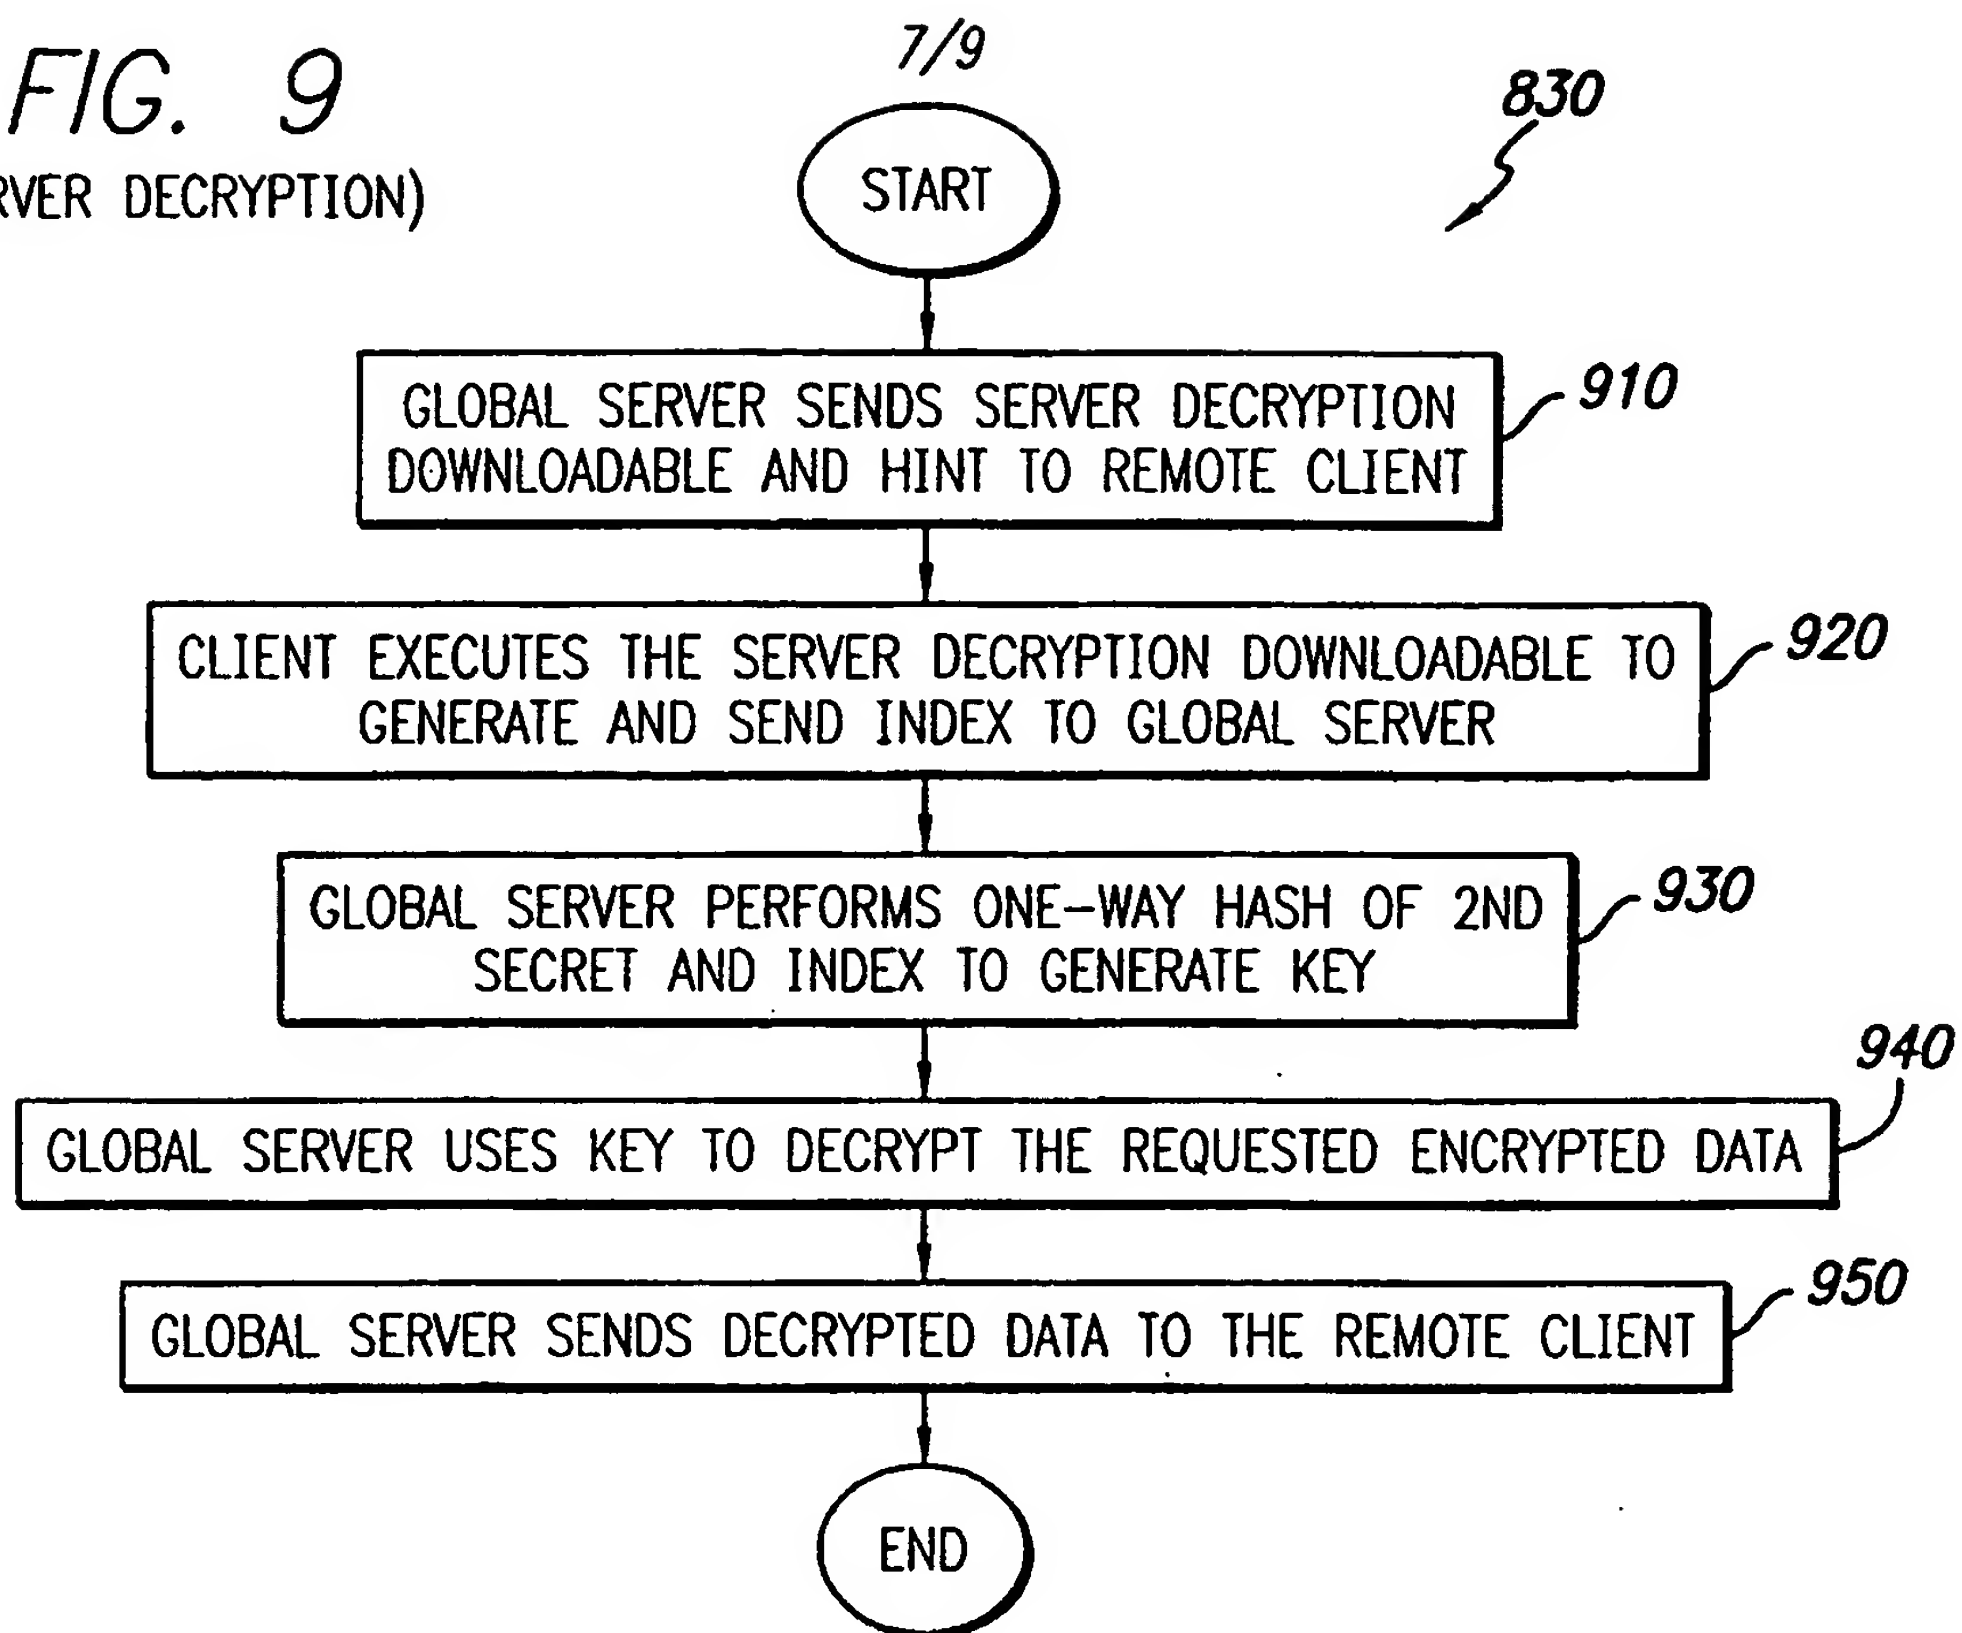 7/9
FIG. 9
RVER DECRYPTION)
830
START
GLOBAL SERVER SENDS SERVER DECRYPTION
DOWNLOADABLE AND HINT TO REMOTE CLIENT
910
CLIENT EXECUTES THE SERVER DECRYPTION DOWNLOADABLE TO
GENERATE AND SEND INDEX TO GLOBAL SERVER
920
GLOBAL SERVER PERFORMS ONE-WAY HASH OF 2ND
SECRET AND INDEX TO GENERATE KEY
930
GLOBAL SERVER USES KEY TO DECRYPT THE REQUESTED ENCRYPTED DATA
940
GLOBAL SERVER SENDS DECRYPTED DATA TO THE REMOTE CLIENT
950
END